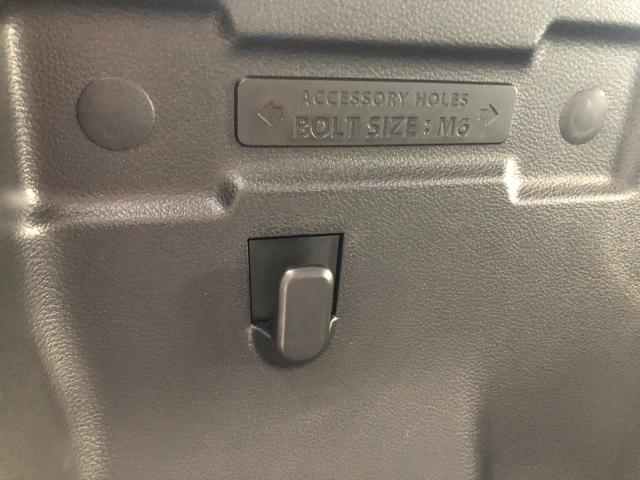 ACCESSORY HOLES
BOLT SIZE : M6